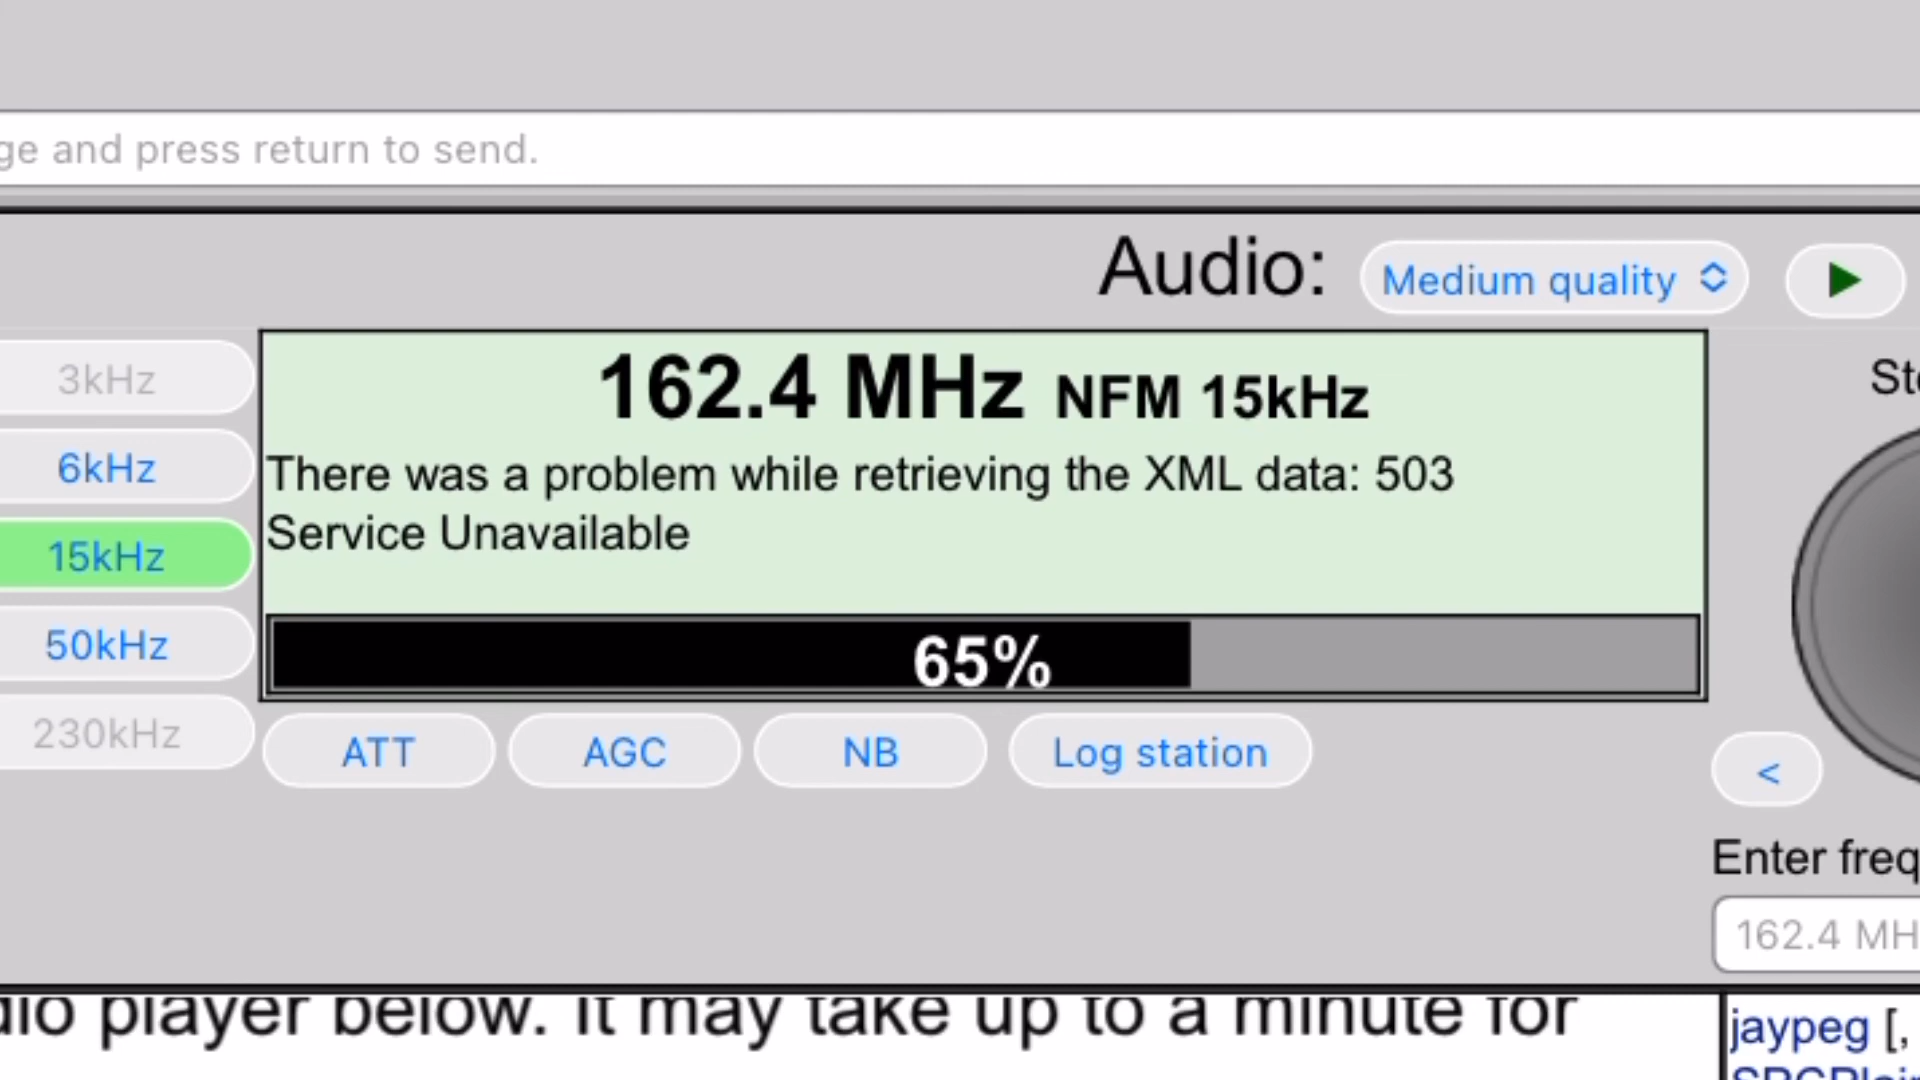 ge and press return to send.
Audio: Medium quality
162.4 MHz NFM 15kHz
There was a problem while retrieving the XML data: 503
Service Unavailable
65%
3kHz
6kHz
15kHz
50kHz
230kHz
ATT AGC NB Log station
<
Enter freq
162.4 MH
dio player below. It may take up to a minute for
jaypeg [,